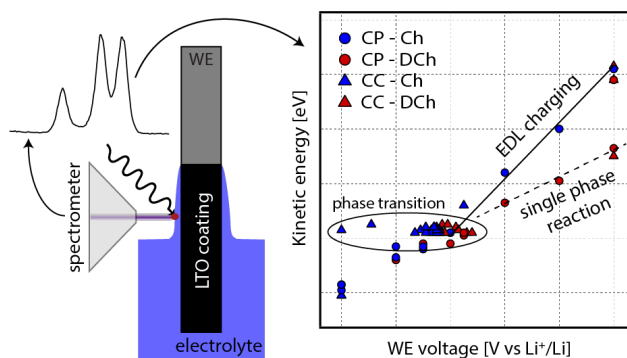 WE
spectrometer
LTO coating
electrolyte
CP - Ch
CP - DCh
CC - Ch
CC - DCh
EDL charging
phase transition
single phase
reaction
Kinetic energy [eV]
WE voltage [V vs Li⁺/Li]